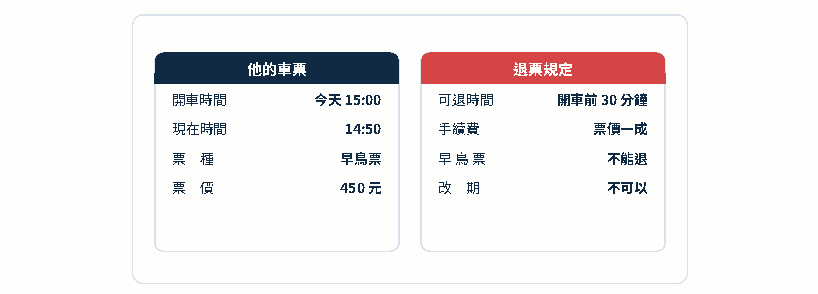 他的車票
開車時間 今天 15:00
現在時間 14:50
票 種 早鳥票
票 價 450 元
退票規定
可退時間 開車前 30 分鐘
手續費 票價一成
早 鳥 票 不能退
改 期 不可以